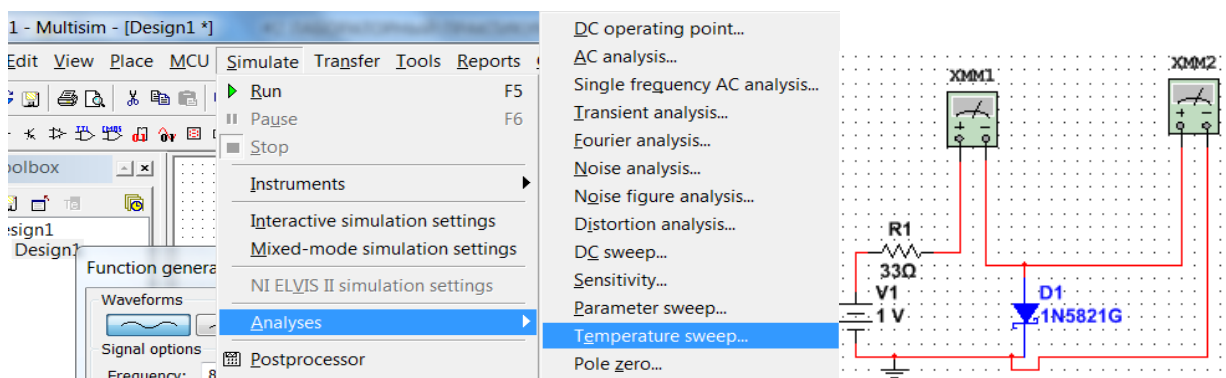 1 - Multisim - [Design1 *]
Edit View Place MCU Simulate Transfer Tools Reports
Design1
Function genera
Waveforms
Signal options
Frequency: 8
Run F5
Pause F6
Stop
Instruments
Interactive simulation settings
Mixed-mode simulation settings
NI ELVIS II simulation settings
Analyses
Postprocessor
DC operating point...
AC analysis...
Single frequency AC analysis...
Transient analysis...
Fourier analysis...
Noise analysis...
Noise figure analysis...
Distortion analysis...
DC sweep...
Sensitivity...
Parameter sweep...
Temperature sweep...
Pole zero...
XMM1
XMM2
R1
33Ω
V1
1 V
D1
1N5821G